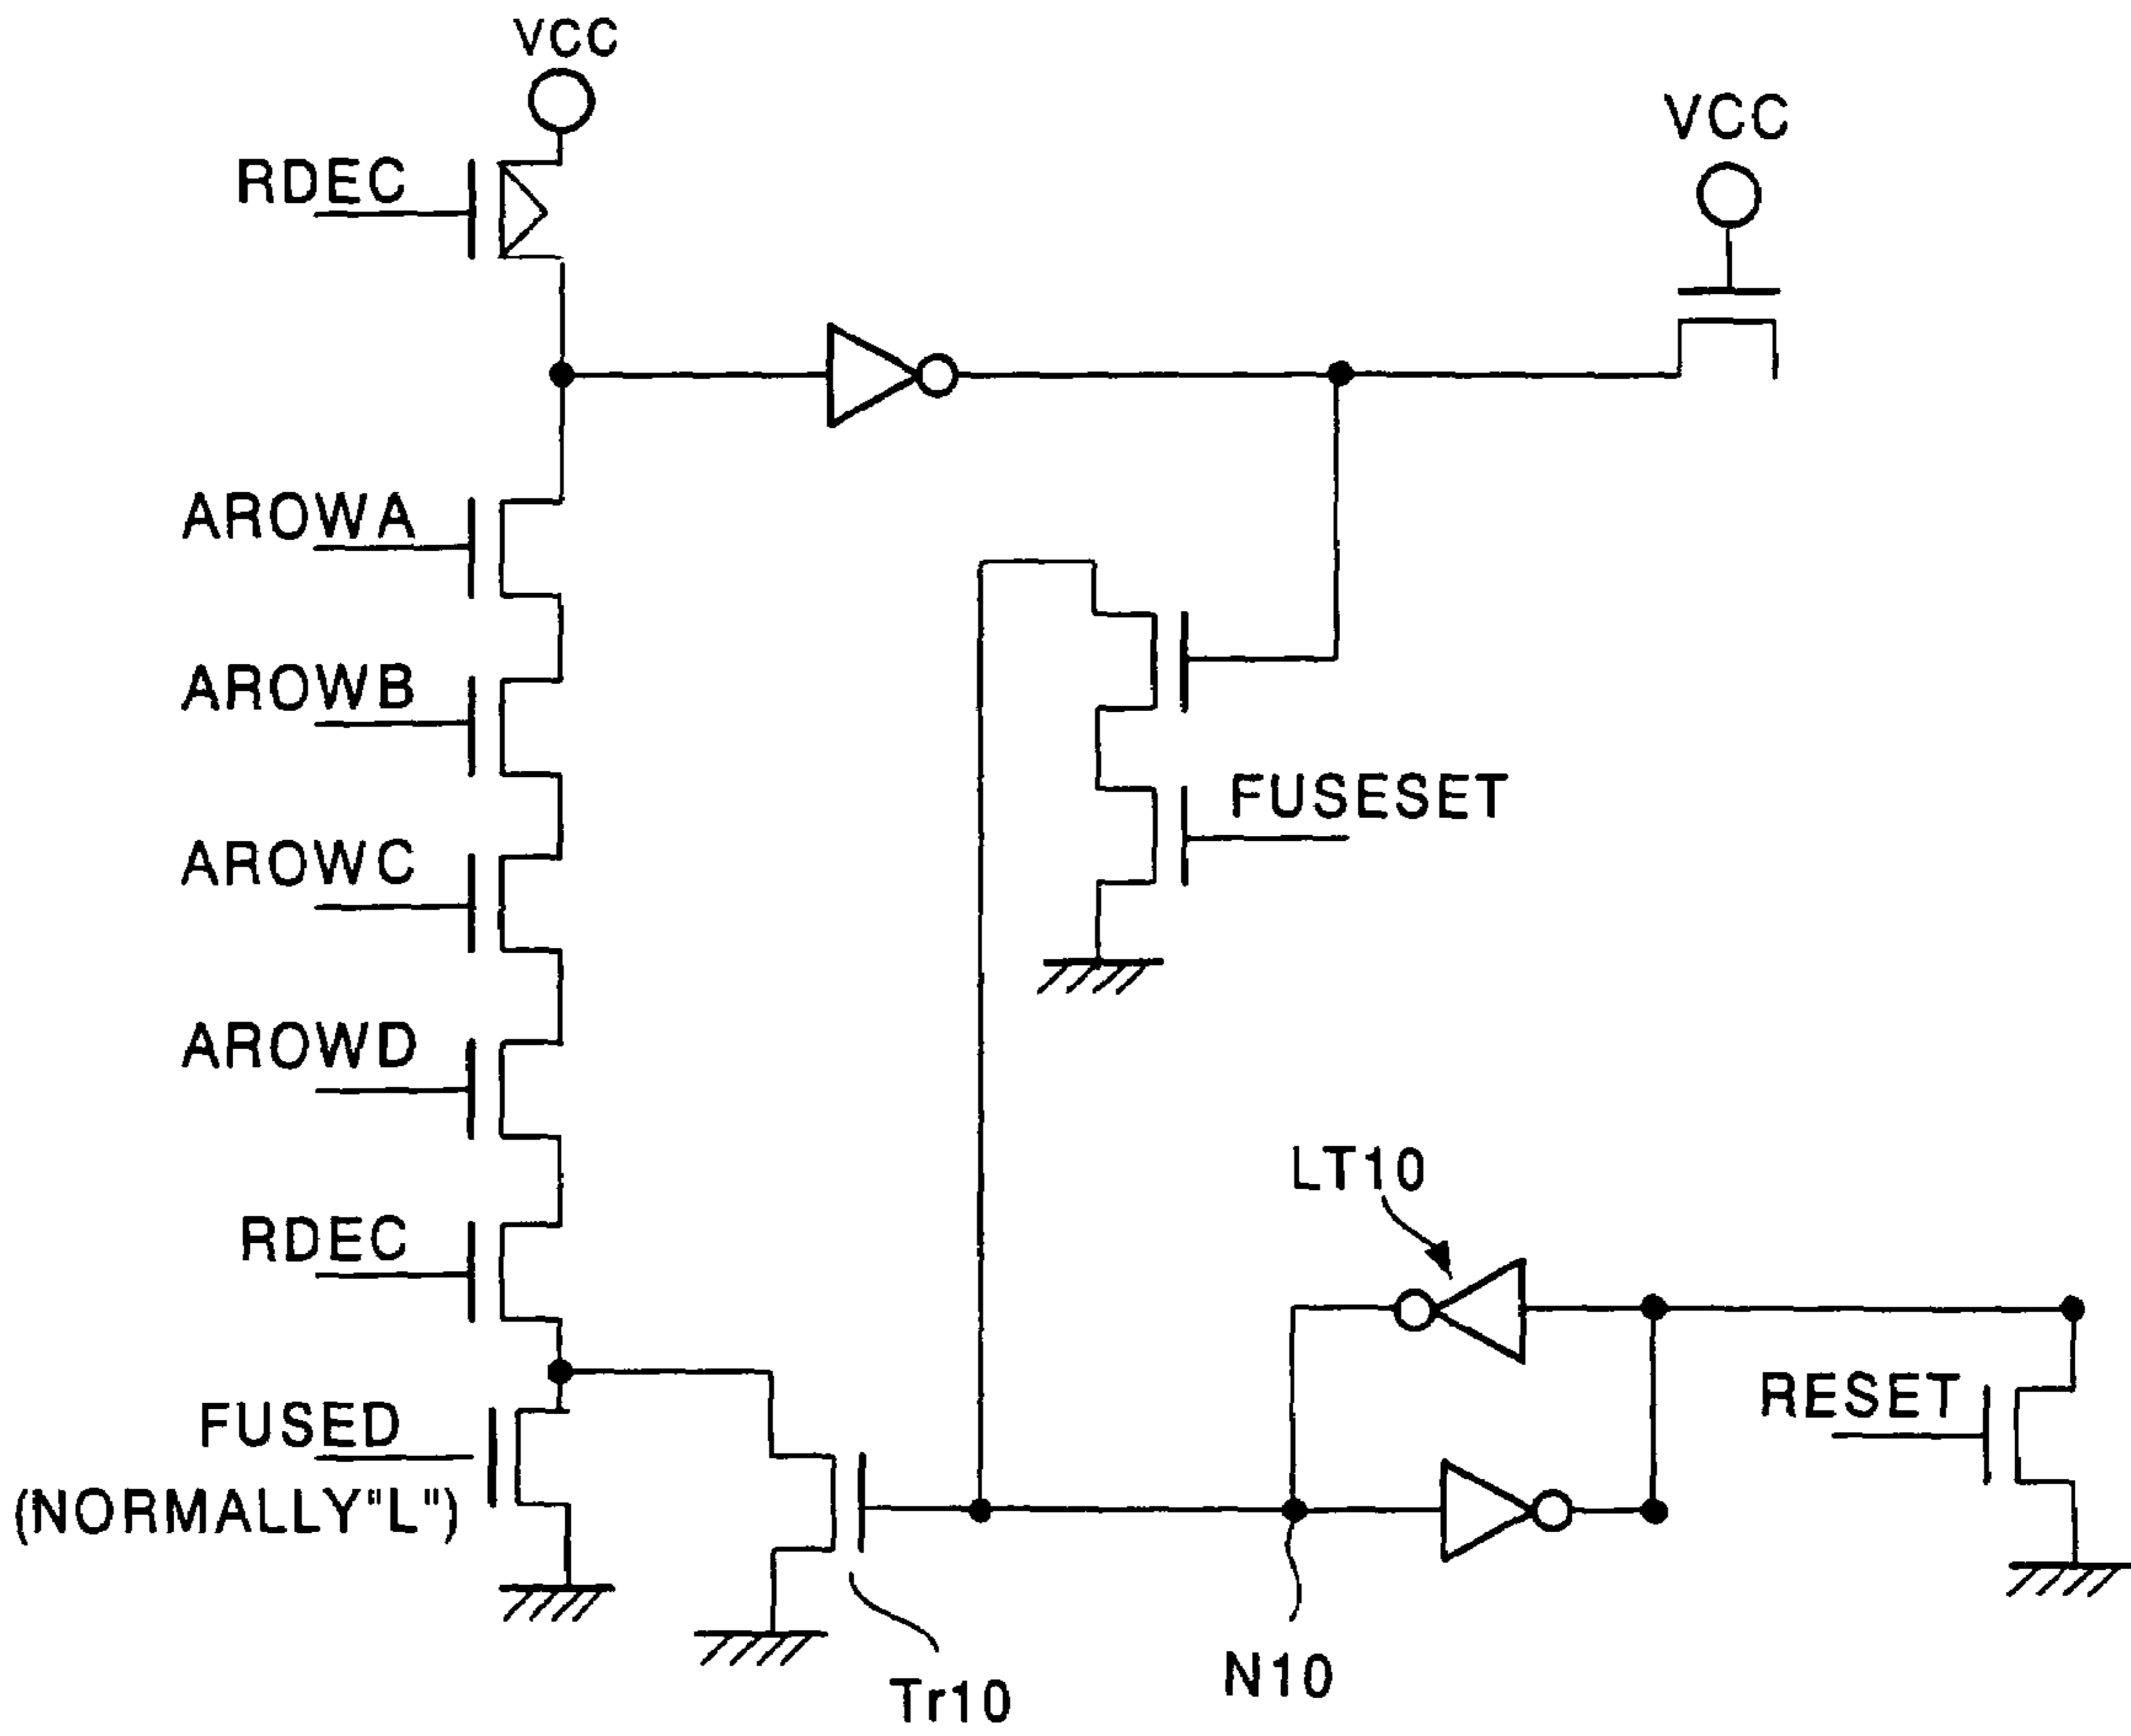 VCC
VCC
RDEC
AROWA
AROWB
FUSESET
AROWC
AROWD
LT10
RDEC
RESET
FUSED
(NORMALLY"L")
N10
Tr10